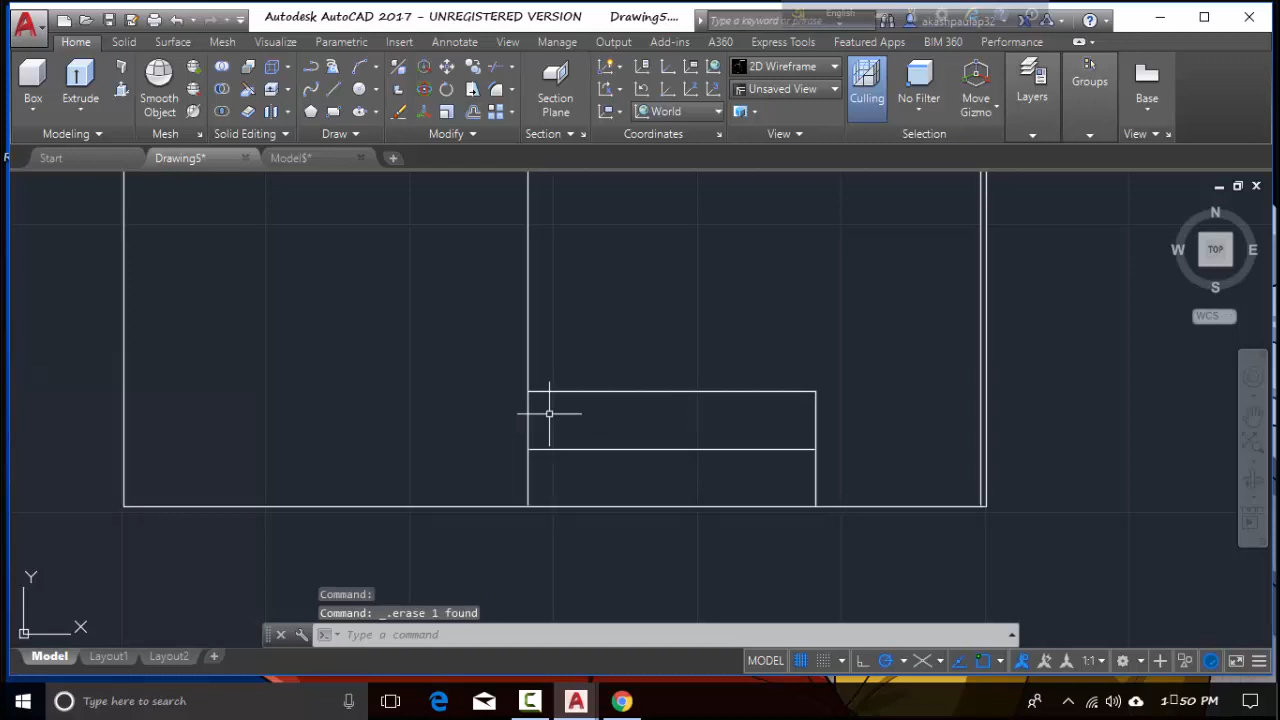 Autodesk AutoCAD 2017 - UNREGISTERED VERSION Drawing5.... Type a keyword or phrase English akashpaulap32
Home Solid Surface Mesh Visualize Parametric Insert Annotate View Manage Output Add-ins A360 Express Tools Featured Apps BIM 360 Performance
Box Extrude Smooth Object Section Plane World 2D Wireframe Unsaved View Culling No Filter Move Gizmo Layers Groups Base
Modeling Mesh Solid Editing Draw Modify Section Coordinates View Selection View
Start Drawing5* Model$*
N
W TOP E
S
WCS
Y
X
Command:
Command: _.erase 1 found
Type a command
Model Layout1 Layout2 MODEL 1:1
Type here to search 50 PM